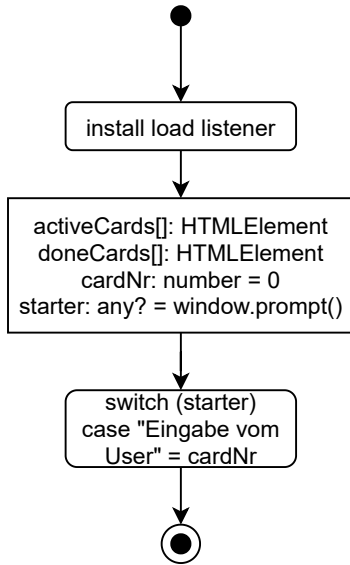 install load listener
activeCards[]: HTMLElement
doneCards[]: HTMLElement
cardNr: number = 0
starter: any? = window.prompt()
switch (starter)
case "Eingabe vom
User" = cardNr